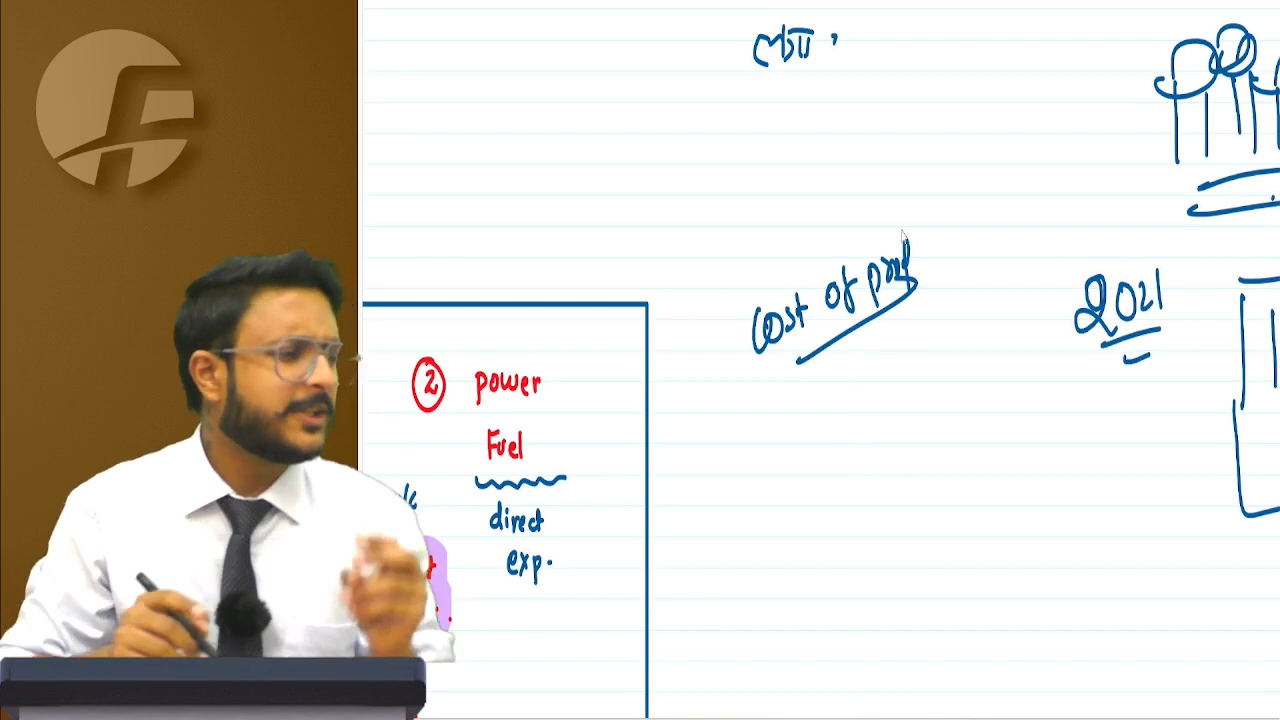 Cost of prod
2021
② power
Fuel
direct
exp.